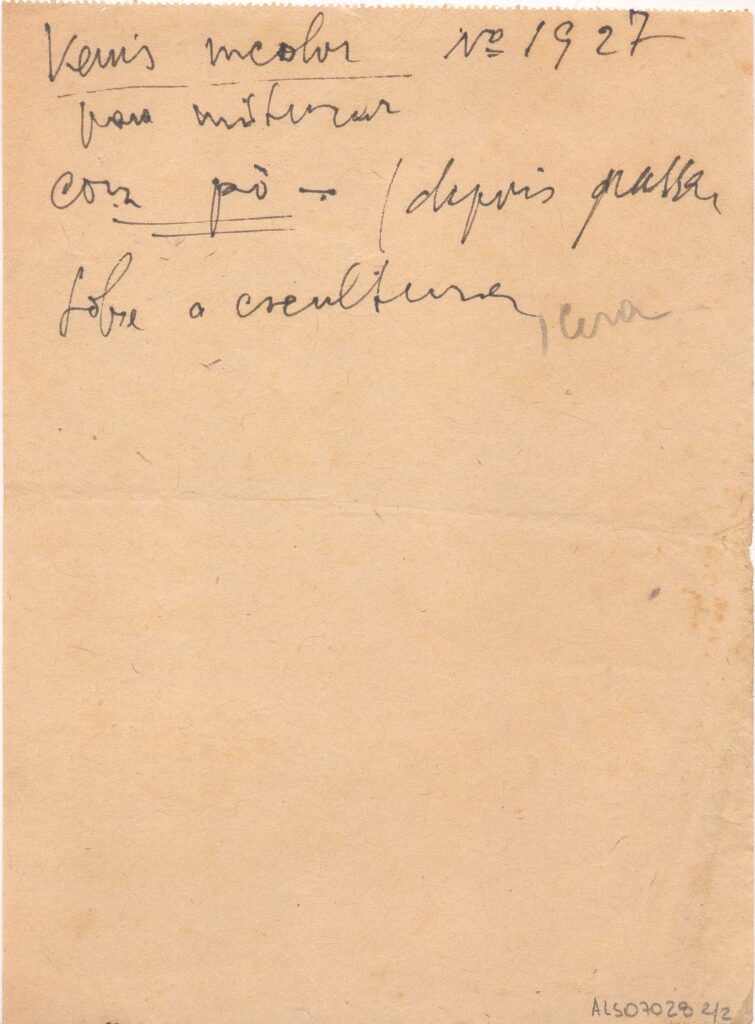 Verniz incolor Nº 1927
para misturar
com pó — (depois passar
sobre a escultura
, cera
ALS07028 2/2